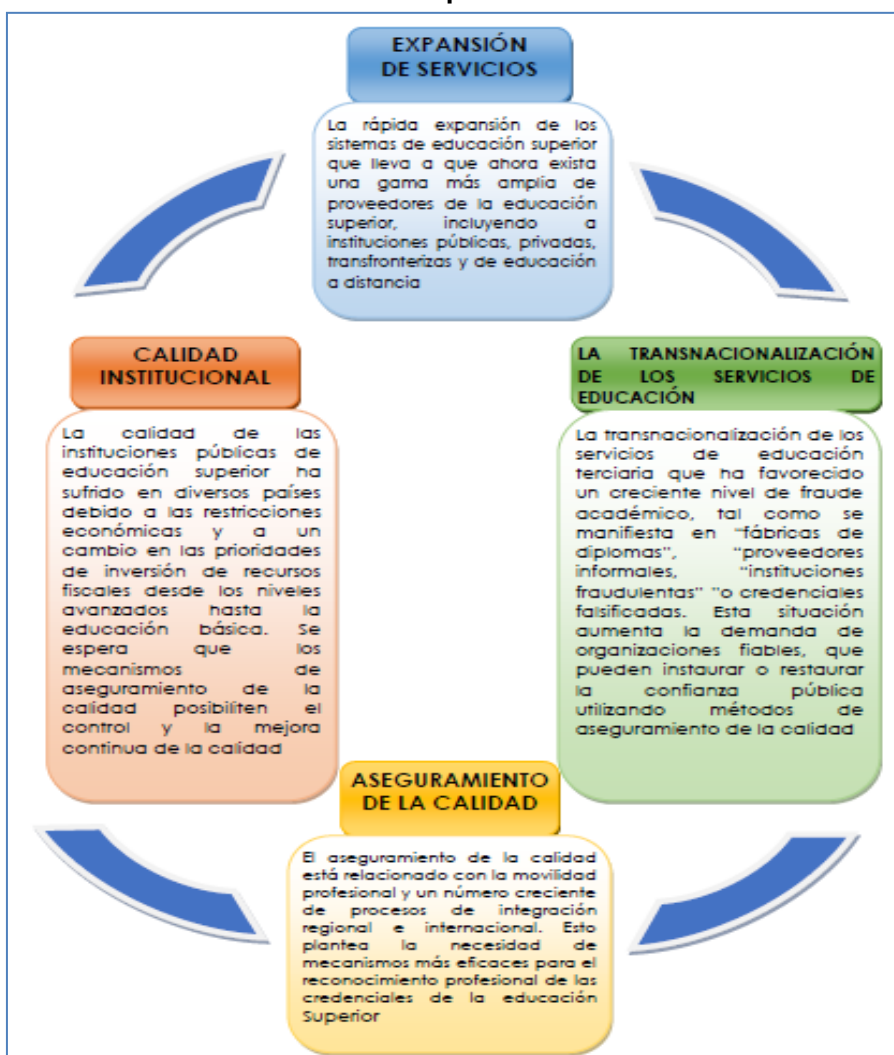 EXPANSIÓN
DE SERVICIOS
La rápida expansión de los
sistemas de educación superior
que lleva a que ahora exista
una gama más amplia de
proveedores de la educación
superior, incluyendo a
instituciones públicas, privadas,
transfronterizas y de educación
a distancia
CALIDAD
INSTITUCIONAL
La calidad de las
instituciones públicas de
educación superior ha
sufrido en diversos países
debido a las restricciones
económicas y a un
cambio en las prioridades
de inversión de recursos
fiscales desde los niveles
avanzados hasta la
educación básica. Se
espera que los
mecanismos de
aseguramiento de la
calidad posibiliten el
control y la mejora
continua de la calidad
LA TRANSNACIONALIZACIÓN
DE LOS SERVICIOS DE
EDUCACIÓN
La transnacionalización de los
servicios de educación
terciaria que ha favorecido
un creciente nivel de fraude
académico, tal como se
manifiesta en "fábricas de
diplomas", "proveedores
informales, "instituciones
fraudulentas" "o credenciales
falsificadas. Esta situación
aumenta la demanda de
organizaciones fiables, que
pueden instaurar o restaurar
la confianza pública
utilizando métodos de
aseguramiento de la calidad
ASEGURAMIENTO
DE LA CALIDAD
El aseguramiento de la calidad
está relacionado con la movilidad
profesional y un número creciente
de procesos de integración
regional e internacional. Esto
plantea la necesidad de
mecanismos más eficaces para el
reconocimiento profesional de las
credenciales de la educación
Superior